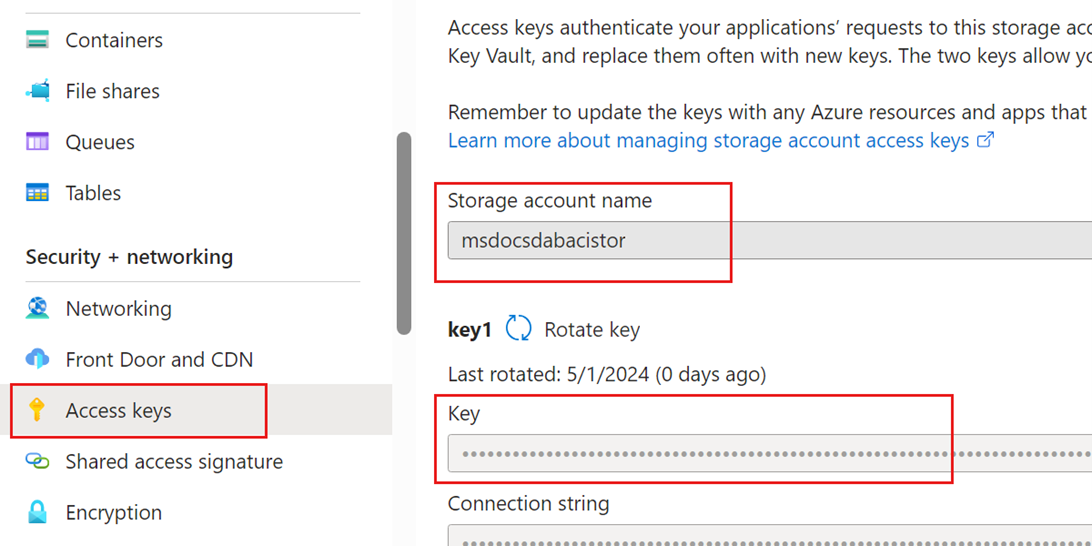 Containers
File shares
Queues
Tables
Security + networking
Networking
Front Door and CDN
Access keys
Shared access signature
Encryption
Access keys authenticate your applications’ requests to this storage
Key Vault, and replace them often with new keys. The two keys allow
Remember to update the keys with any Azure resources and apps that
Learn more about managing storage account access keys
Storage account name
msdocsdabacistor
key1 Rotate key
Last rotated: 5/1/2024 (0 days ago)
Key
Connection string